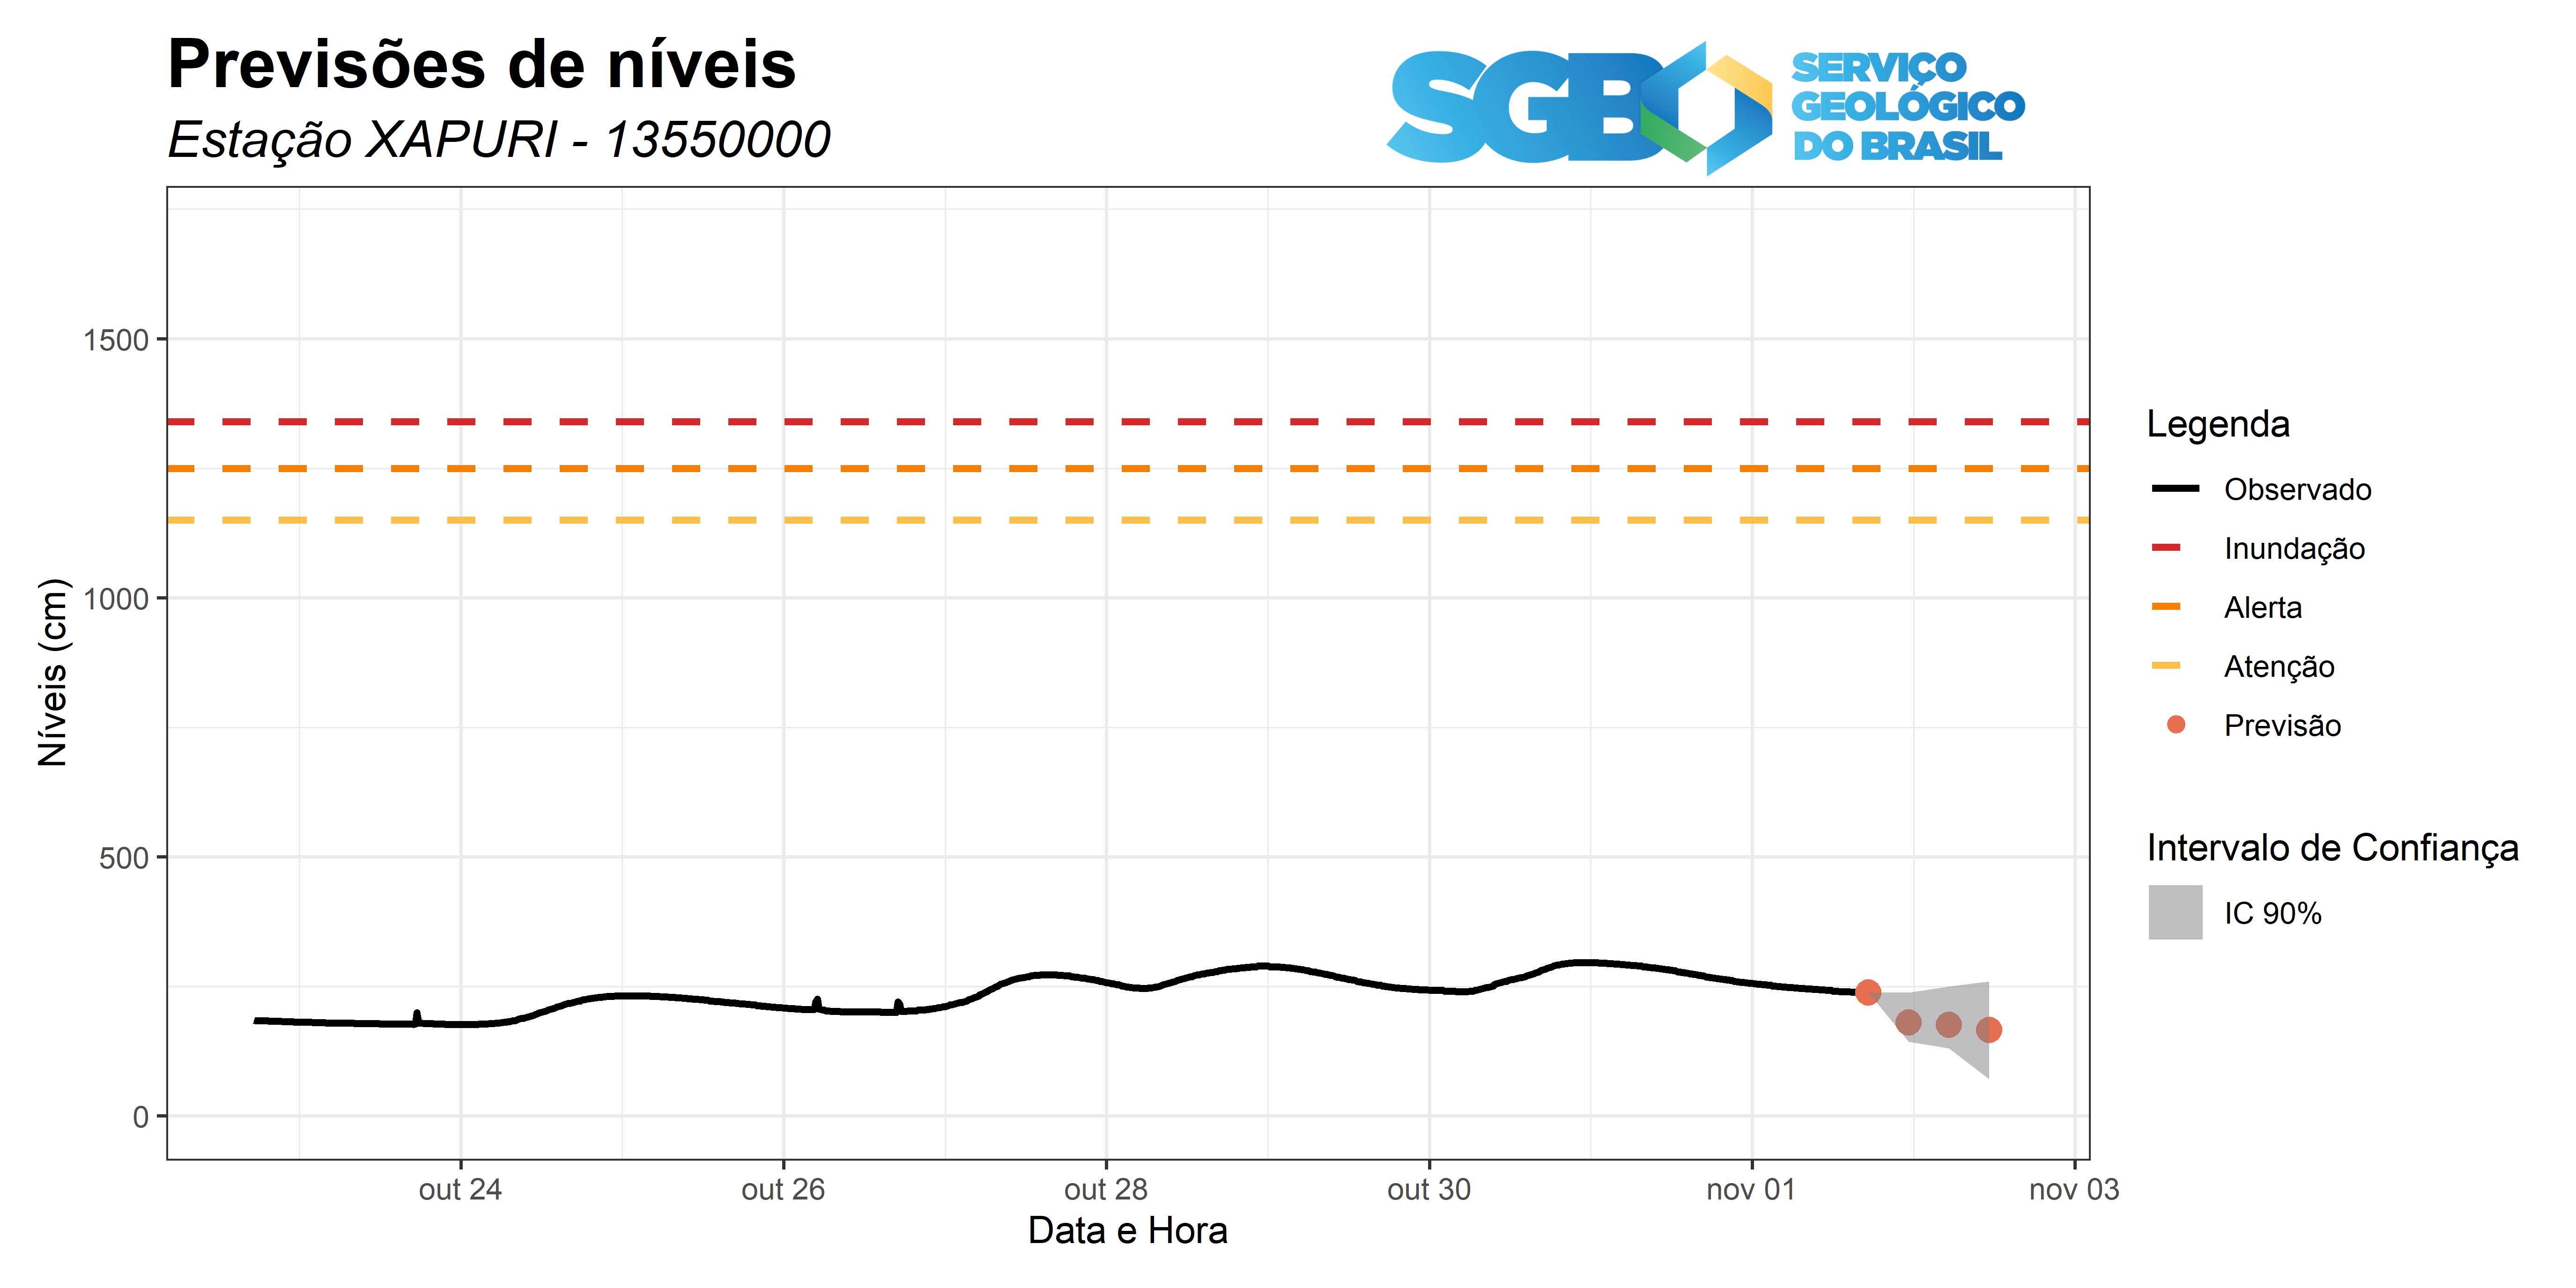 Previsões de níveis
Estação XAPURI - 13550000
SGB
SERVIÇO
GEOLÓGICO
DO BRASIL
Níveis (cm)
1500
1000
500
0
out 24
out 26
out 28
out 30
nov 01
nov 03
Data e Hora
Legenda
Observado
Inundação
Alerta
Atenção
Previsão
Intervalo de Confiança
IC 90%